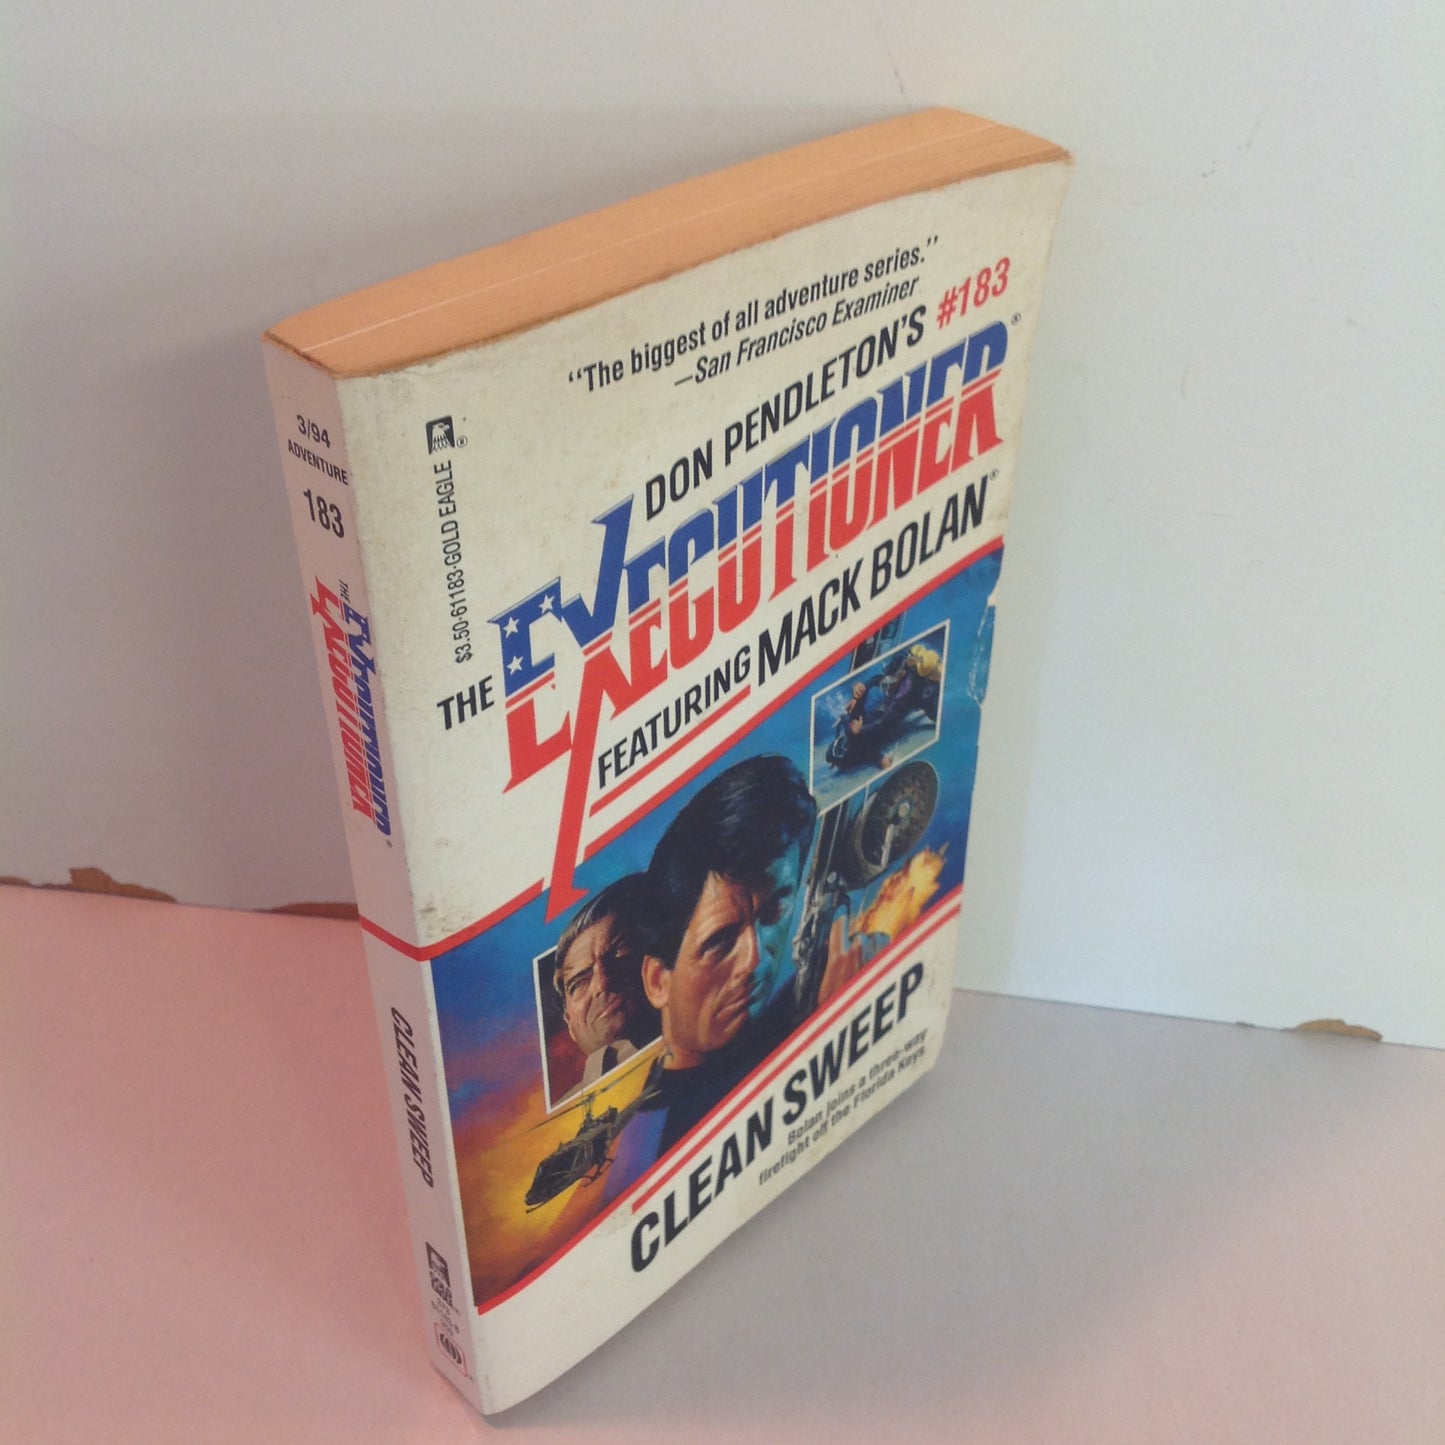 "The biggest of all adventure series."
—San Francisco Examiner
DON PENDLETON'S #183
THE EXECUTIONER®
FEATURING MACK BOLAN®
$3.50·61183·GOLD EAGLE ®
CLEAN SWEEP
Bolan joins a three-way
firefight off the Florida Keys.
3/94
ADVENTURE
183
THE
EXECUTIONER®
CLEAN SWEEP